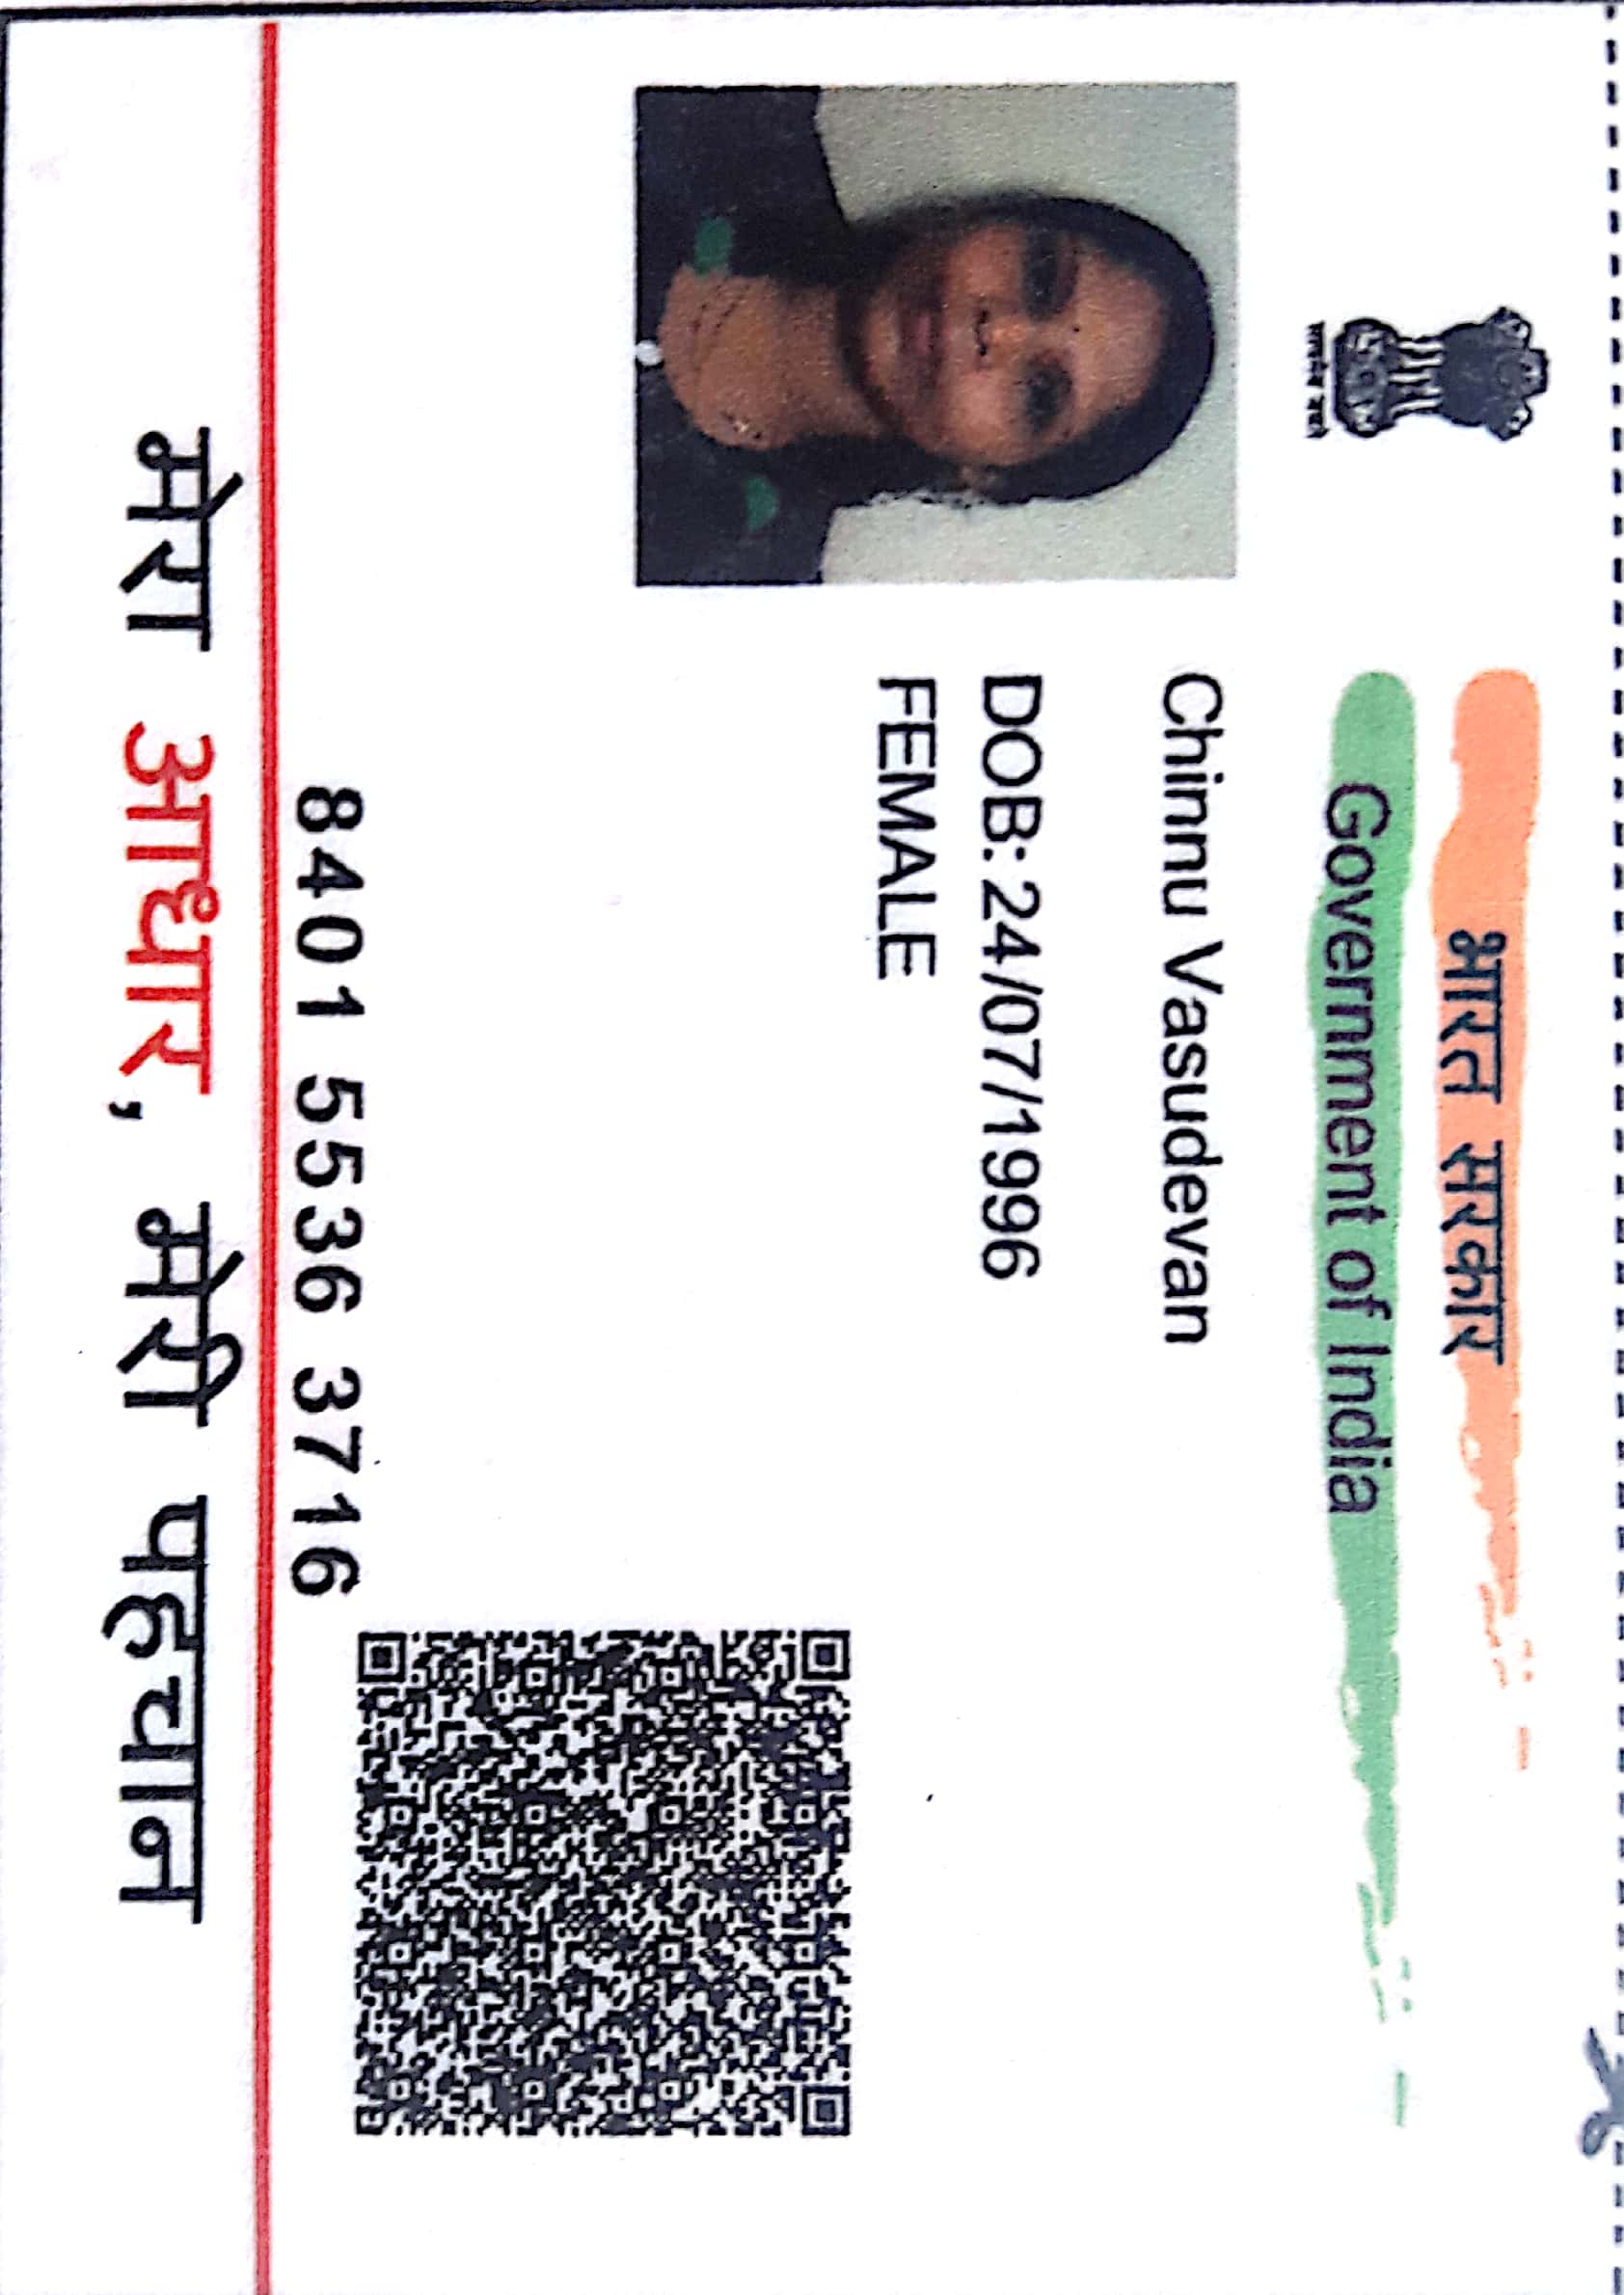 भारत सरकार
Government of India
सत्यमेव जयते
Chinnu Vasudevan
DOB: 24/07/1996
FEMALE
8401 5536 3716
मेरा आधार, मेरी पहचान